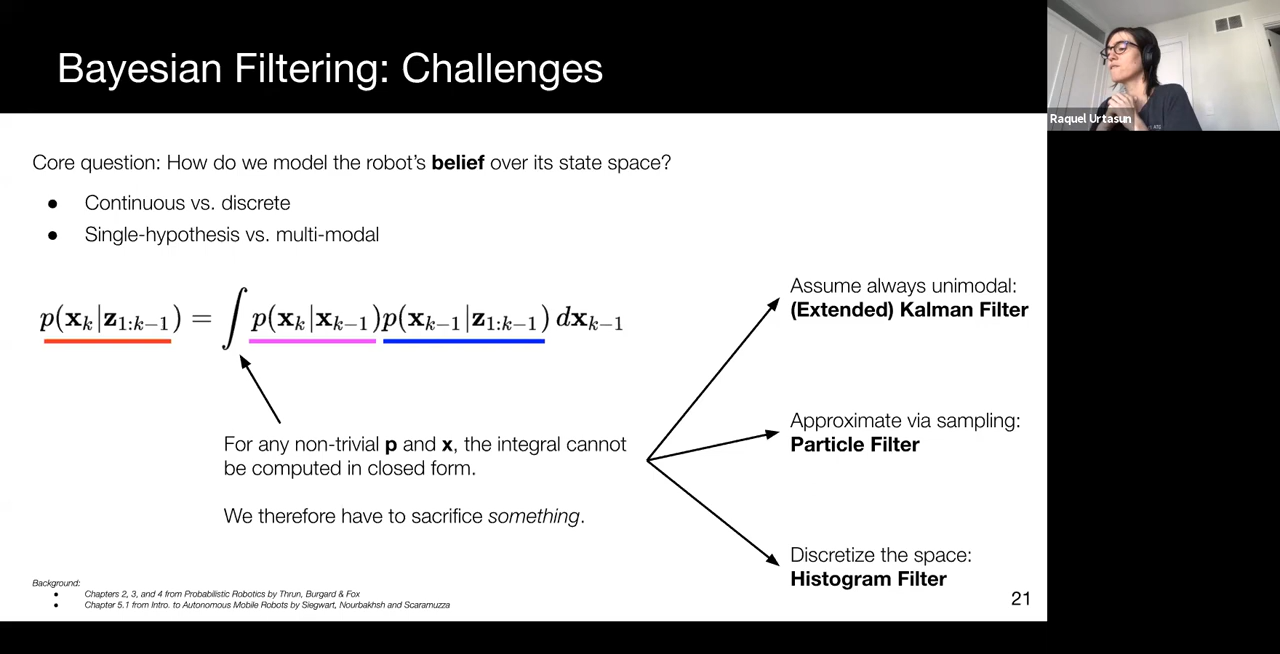 Bayesian Filtering: Challenges
Raquel Urtasun
Core question: How do we model the robot's belief over its state space?
● Continuous vs. discrete
● Single-hypothesis vs. multi-modal
p(x_k|z_{1:k−1}) = ∫ p(x_k|x_{k−1})p(x_{k−1}|z_{1:k−1}) dx_{k−1}
For any non-trivial p and x, the integral cannot
be computed in closed form.
We therefore have to sacrifice something.
Assume always unimodal:
(Extended) Kalman Filter
Approximate via sampling:
Particle Filter
Discretize the space:
Histogram Filter
Background:
● Chapters 2, 3, and 4 from Probabilistic Robotics by Thrun, Burgard & Fox
● Chapter 5.1 from Intro. to Autonomous Mobile Robots by Siegwart, Nourbakhsh and Scaramuzza
21